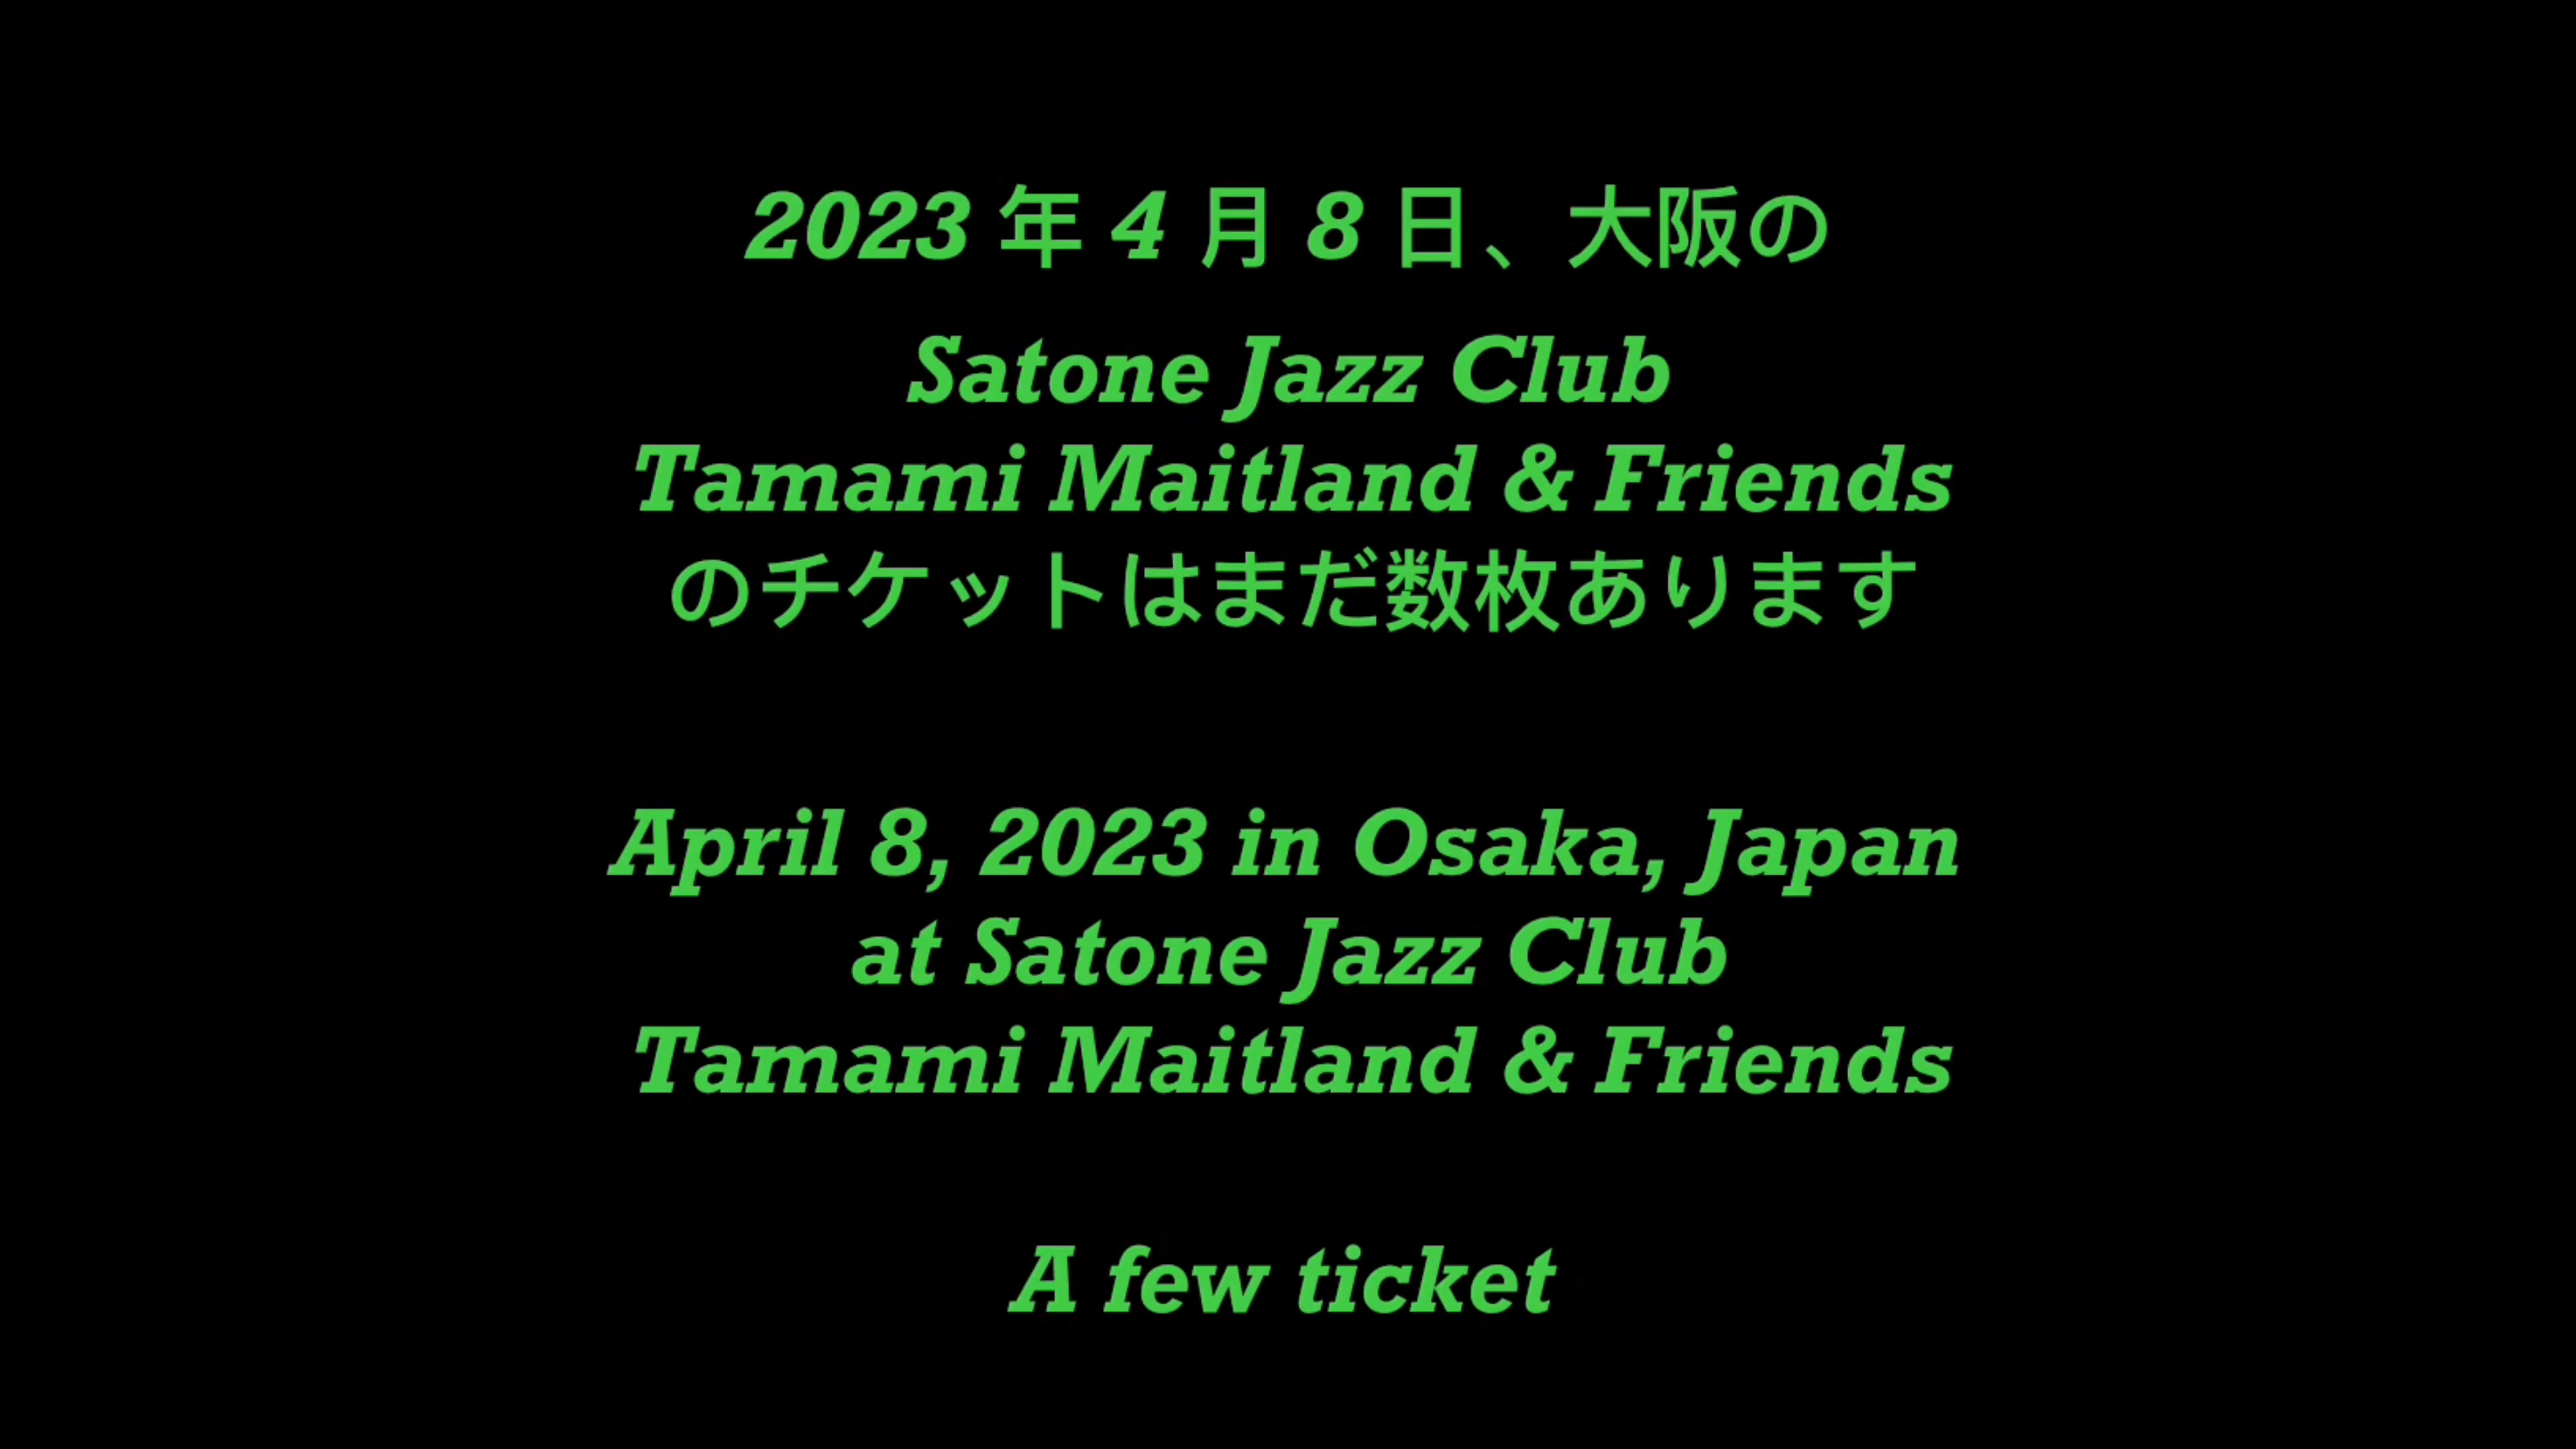 2023 年 4 月 8 日、大阪の
Satone Jazz Club
Tamami Maitland & Friends
のチケットはまだ数枚あります
April 8, 2023 in Osaka, Japan
at Satone Jazz Club
Tamami Maitland & Friends
A few ticket